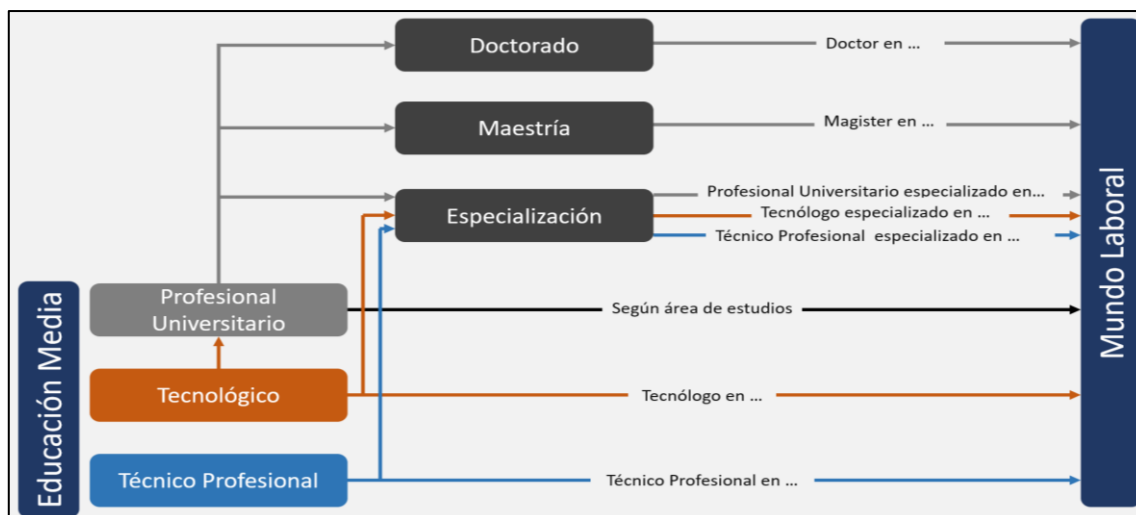 Doctorado
Doctor en ...
Maestría
Magister en ...
Especialización
Profesional Universitario especializado en...
Tecnólogo especializado en ...
Técnico Profesional especializado en ...
Educación Media
Profesional
Universitario
Según área de estudios
Tecnológico
Tecnólogo en ...
Técnico Profesional
Técnico Profesional en ...
Mundo Laboral